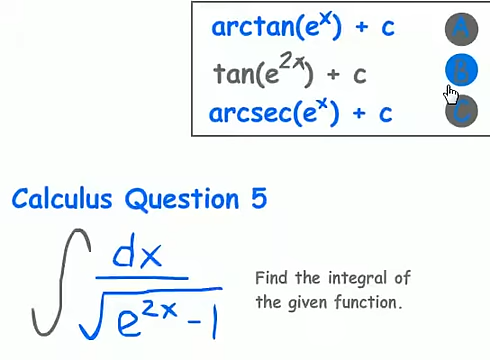 arctan(e^x) + c A
tan(e^2x) + c B
arcsec(e^x) + c C
Calculus Question 5
∫ dx / √(e^2x - 1)
Find the integral of
the given function.